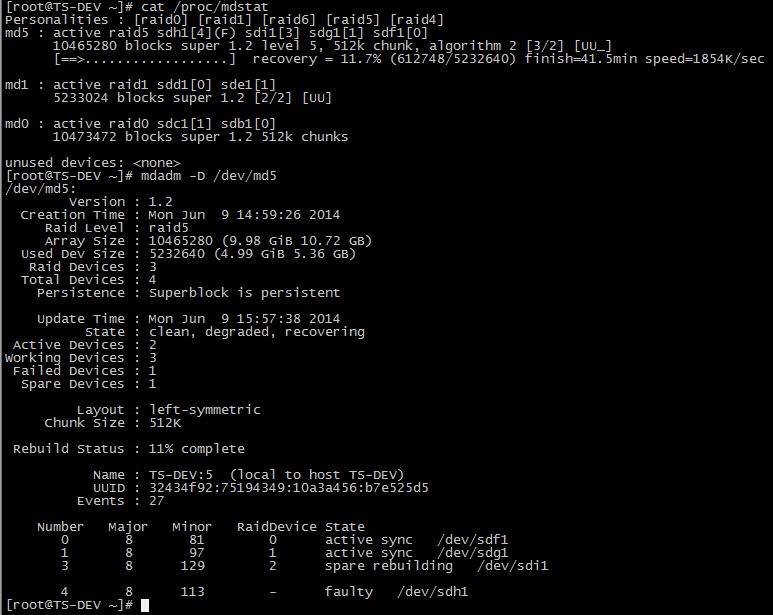 [root@TS-DEV ~]# cat /proc/mdstat
Personalities : [raid0] [raid1] [raid6] [raid5] [raid4]
md5 : active raid5 sdh1[4](F) sdi1[3] sdg1[1] sdf1[0]
      10465280 blocks super 1.2 level 5, 512k chunk, algorithm 2 [3/2] [UU_]
      [==>..................]  recovery = 11.7% (612748/5232640) finish=41.5min speed=1854K/sec

md1 : active raid1 sdd1[0] sde1[1]
      5233024 blocks super 1.2 [2/2] [UU]

md0 : active raid0 sdc1[1] sdb1[0]
      10473472 blocks super 1.2 512k chunks

unused devices: <none>
[root@TS-DEV ~]# mdadm -D /dev/md5
/dev/md5:
        Version : 1.2
  Creation Time : Mon Jun  9 14:59:26 2014
     Raid Level : raid5
     Array Size : 10465280 (9.98 GiB 10.72 GB)
  Used Dev Size : 5232640 (4.99 GiB 5.36 GB)
   Raid Devices : 3
  Total Devices : 4
    Persistence : Superblock is persistent

    Update Time : Mon Jun  9 15:57:38 2014
          State : clean, degraded, recovering
 Active Devices : 2
Working Devices : 3
 Failed Devices : 1
  Spare Devices : 1

         Layout : left-symmetric
     Chunk Size : 512K

 Rebuild Status : 11% complete

           Name : TS-DEV:5  (local to host TS-DEV)
           UUID : 32434f92:75194349:10a3a456:b7e525d5
         Events : 27

    Number   Major   Minor   RaidDevice State
       0       8       81        0      active sync   /dev/sdf1
       1       8       97        1      active sync   /dev/sdg1
       3       8      129        2      spare rebuilding   /dev/sdi1

       4       8      113        -      faulty   /dev/sdh1
[root@TS-DEV ~]#